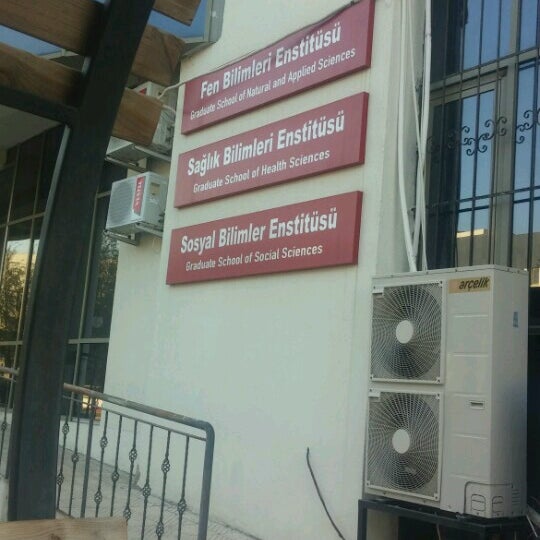 Fen Bilimleri Enstitüsü
Graduate School of Natural and Applied Sciences
Sağlık Bilimleri Enstitüsü
Graduate School of Health Sciences
Sosyal Bilimler Enstitüsü
Graduate School of Social Sciences
arçelik